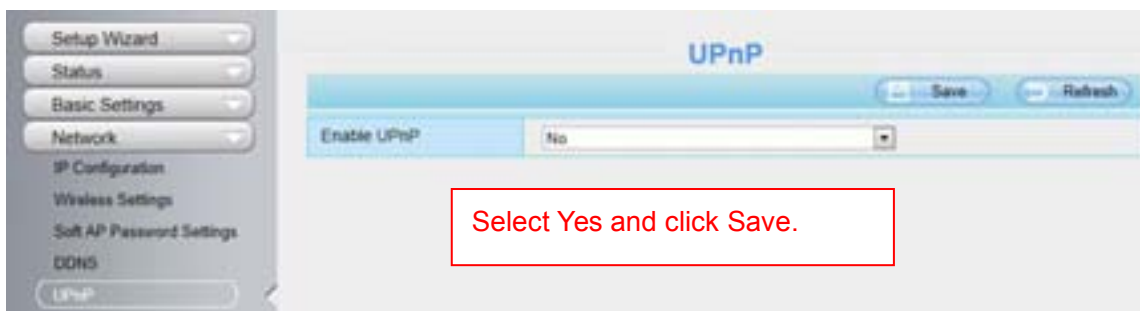 Setup Wizard
Status
Basic Settings
Network
IP Configuration
Wireless Settings
Soft AP Password Settings
DDNS
UPnP
UPnP
Save
Refresh
Enable UPnP
No
Select Yes and click Save.